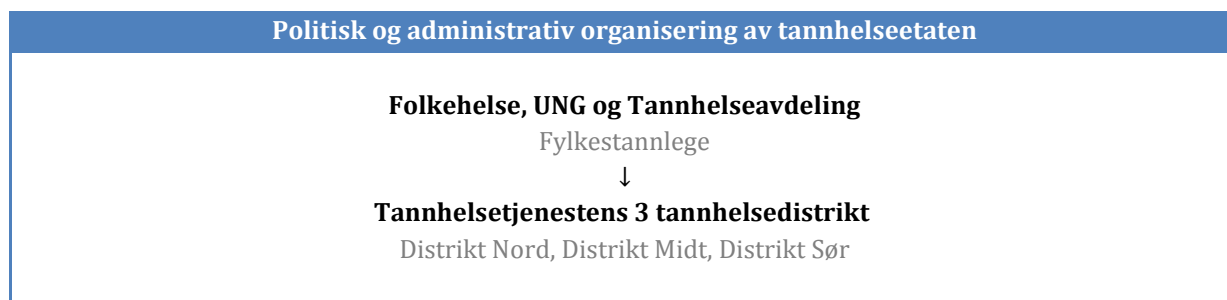 Politisk og administrativ organisering av tannhelseetaten
Folkehelse, UNG og Tannhelseavdeling
Fylkestannlege
↓
Tannhelsetjenestens 3 tannhelsedistrikt
Distrikt Nord, Distrikt Midt, Distrikt Sør